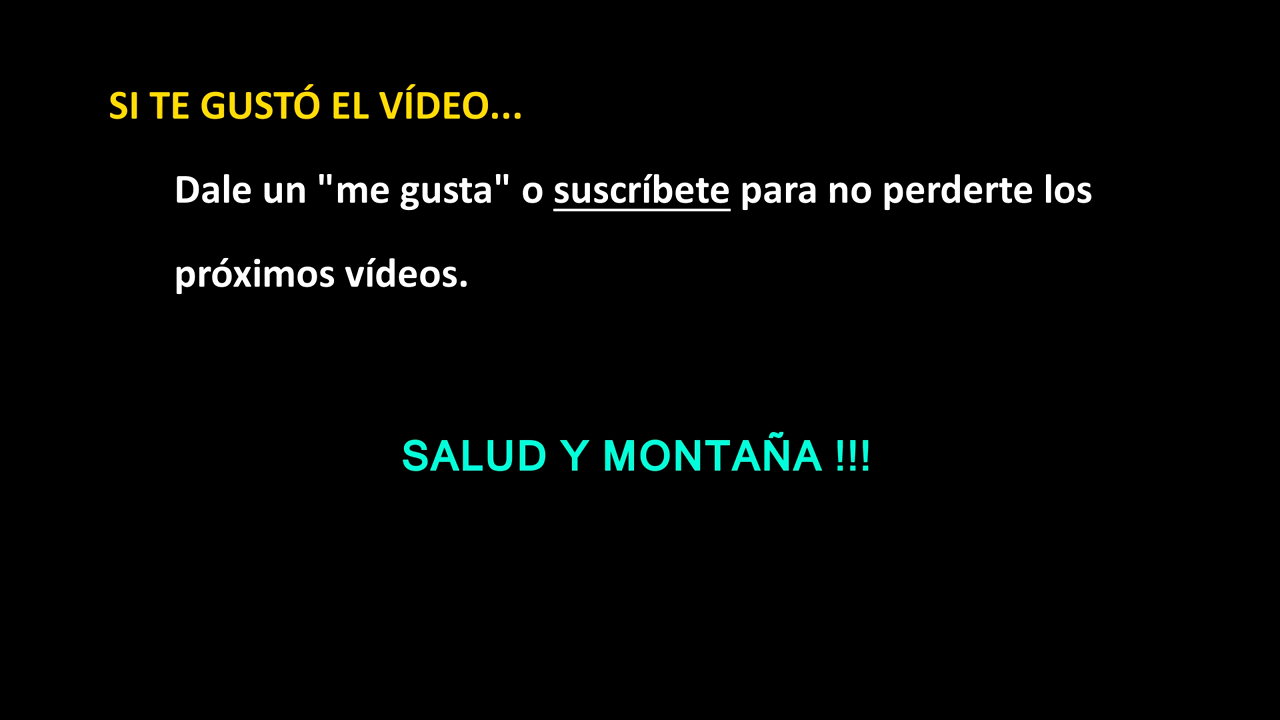 SI TE GUSTÓ EL VÍDEO...
Dale un "me gusta" o suscríbete para no perderte los
próximos vídeos.
SALUD Y MONTAÑA !!!